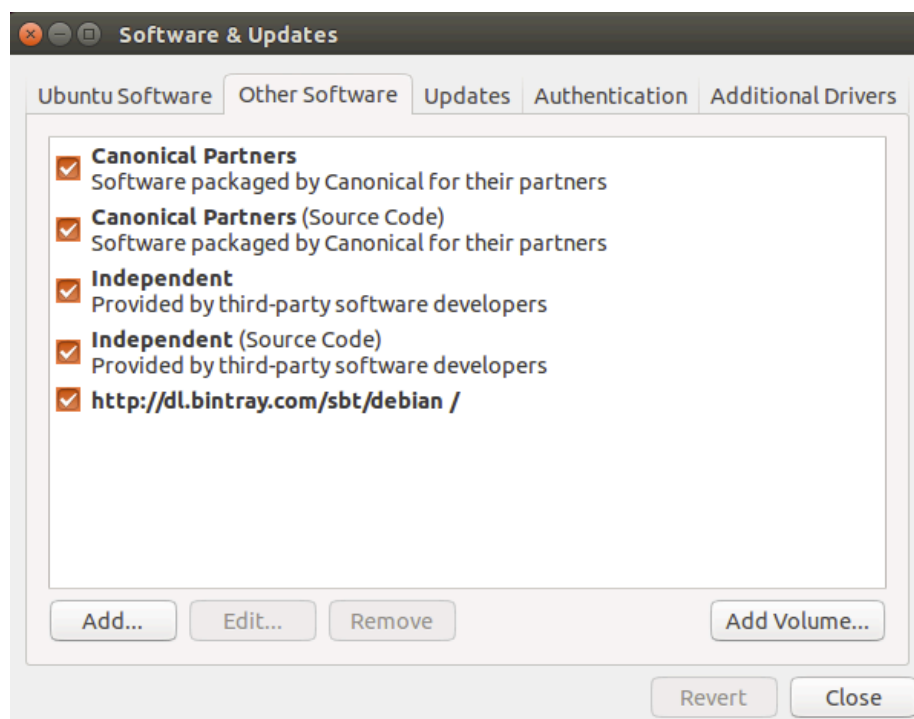 Software & Updates
Ubuntu Software Other Software Updates Authentication Additional Drivers
Canonical Partners
Software packaged by Canonical for their partners
Canonical Partners (Source Code)
Software packaged by Canonical for their partners
Independent
Provided by third-party software developers
Independent (Source Code)
Provided by third-party software developers
http://dl.bintray.com/sbt/debian /
Add... Edit... Remove Add Volume...
Revert Close